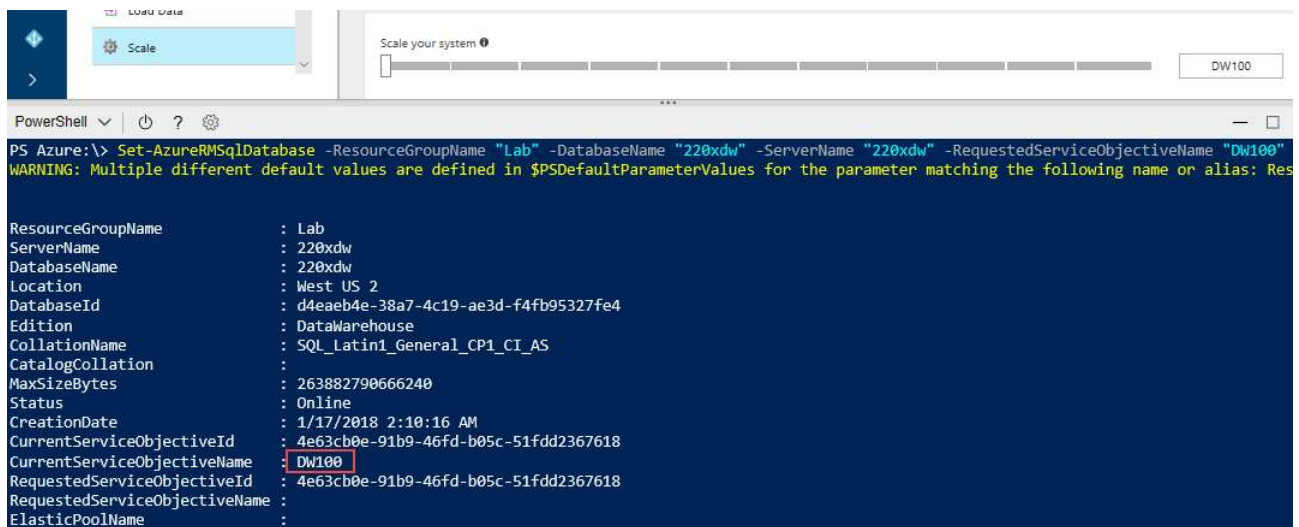 Load Data
Scale
Scale your system
DW100
PowerShell
?
PS Azure:\> Set-AzureRMSqlDatabase -ResourceGroupName "Lab" -DatabaseName "220xdw" -ServerName "220xdw" -RequestedServiceObjectiveName "DW100"
WARNING: Multiple different default values are defined in $PSDefaultParameterValues for the parameter matching the following name or alias: Res
ResourceGroupName : Lab
ServerName : 220xdw
DatabaseName : 220xdw
Location : West US 2
DatabaseId : d4eaeb4e-38a7-4c19-ae3d-f4fb95327fe4
Edition : DataWarehouse
CollationName : SQL_Latin1_General_CP1_CI_AS
CatalogCollation :
MaxSizeBytes : 263882790666240
Status : Online
CreationDate : 1/17/2018 2:10:16 AM
CurrentServiceObjectiveId : 4e63cb0e-91b9-46fd-b05c-51fdd2367618
CurrentServiceObjectiveName : DW100
RequestedServiceObjectiveId : 4e63cb0e-91b9-46fd-b05c-51fdd2367618
RequestedServiceObjectiveName :
ElasticPoolName :